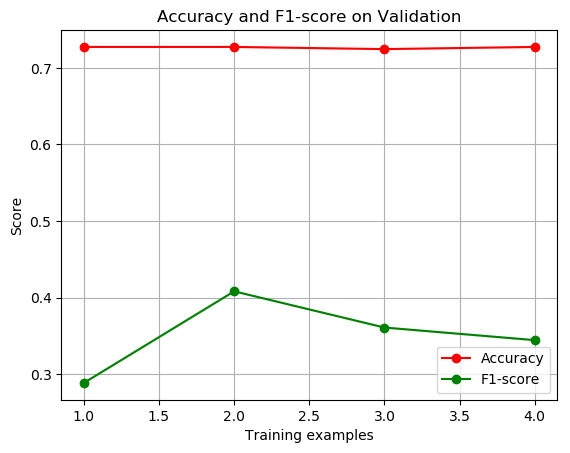 Accuracy and F1-score on Validation
Score
0.7
0.6
0.5
0.4
0.3
Accuracy
F1-score
1.0 1.5 2.0 2.5 3.0 3.5 4.0
Training examples